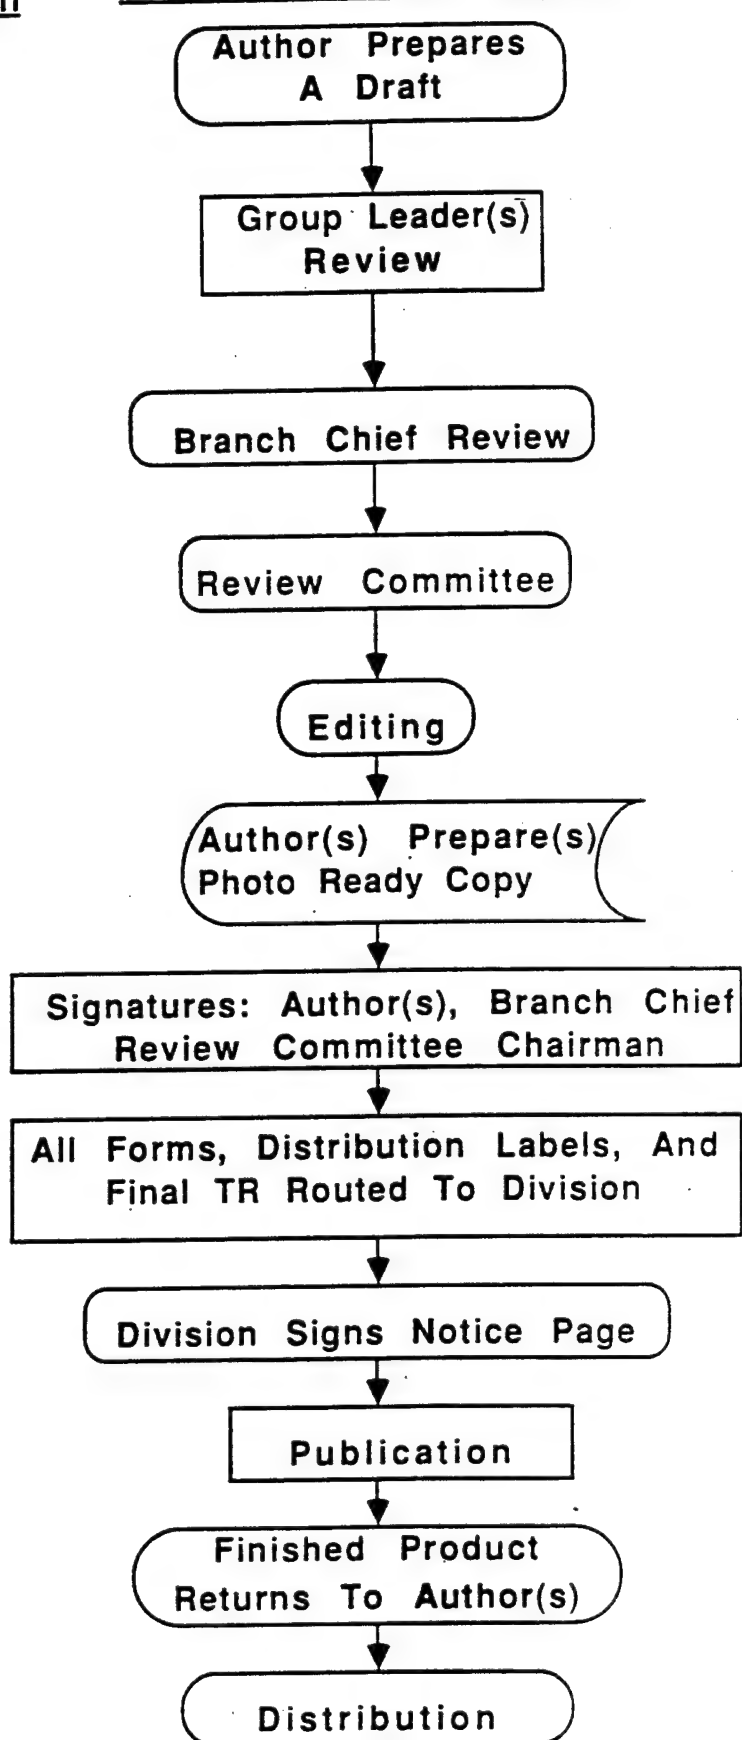 Author Prepares
A Draft
Group Leader(s)
Review
Branch Chief Review
Review Committee
Editing
Author(s) Prepare(s)
Photo Ready Copy
Signatures: Author(s), Branch Chief
Review Committee Chairman
All Forms, Distribution Labels, And
Final TR Routed To Division
Division Signs Notice Page
Publication
Finished Product
Returns To Author(s)
Distribution